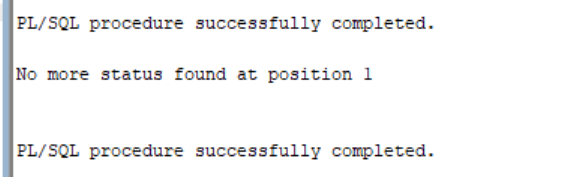 PL/SQL procedure successfully completed.
No more status found at position 1
PL/SQL procedure successfully completed.